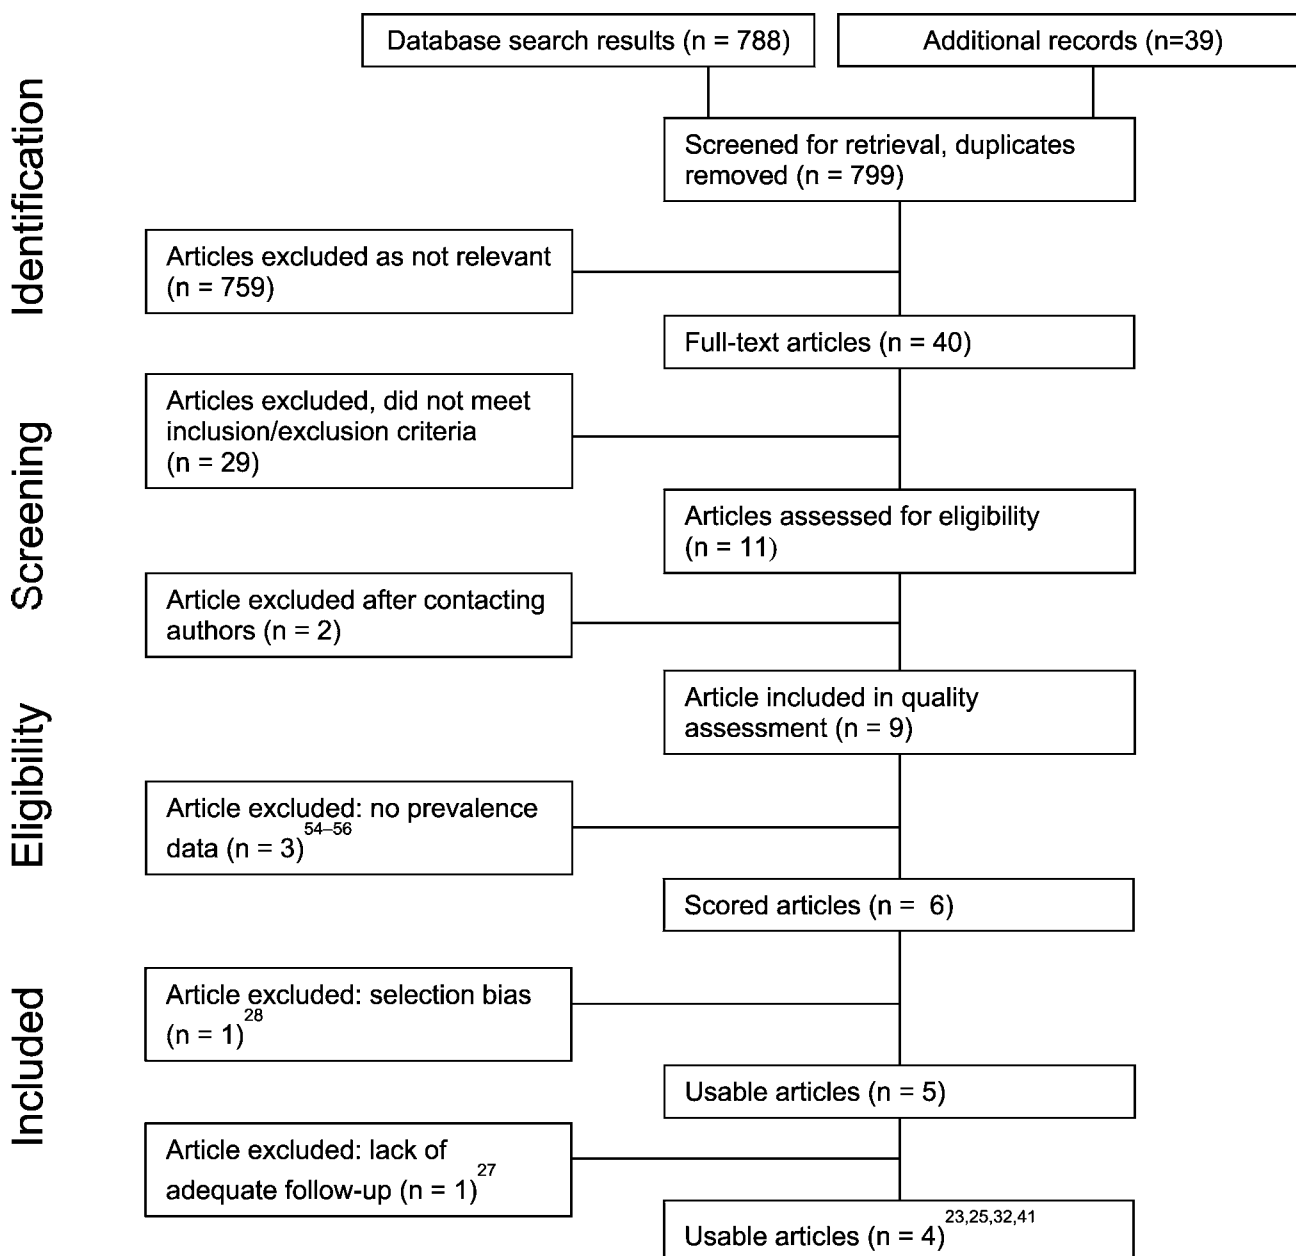 Database search results (n = 788)
Additional records (n=39)
Identification
Screened for retrieval, duplicates
removed (n = 799)
Articles excluded as not relevant
(n = 759)
Full-text articles (n = 40)
Screening
Articles excluded, did not meet
inclusion/exclusion criteria
(n = 29)
Articles assessed for eligibility
(n = 11)
Article excluded after contacting
authors (n = 2)
Eligibility
Article included in quality
assessment (n = 9)
Article excluded: no prevalence
data (n = 3)54–56
Scored articles (n =  6)
Included
Article excluded: selection bias
(n = 1)28
Usable articles (n = 5)
Article excluded: lack of
adequate follow-up (n = 1)27
Usable articles (n = 4)23,25,32,41